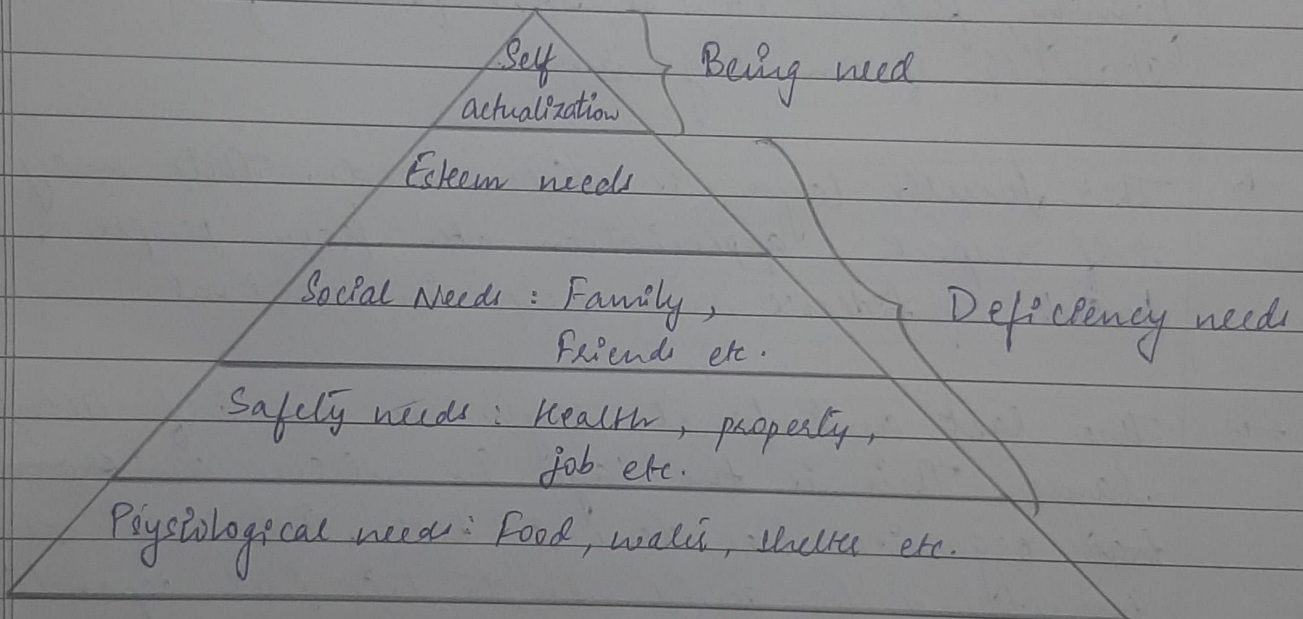 Self
actualization
Being need
Esteem needs
Social Needs : Family,
Friends etc.
Deficiency needs
Safety needs : Health, property,
job etc.
Physiological needs : Food, water, shelter etc.